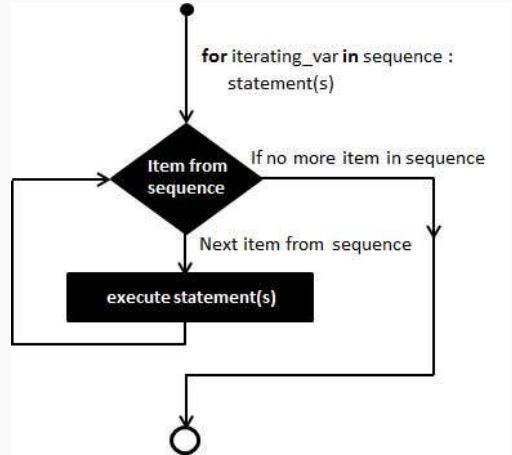 for iterating_var in sequence :
statement(s)
Item from
sequence
If no more item in sequence
Next item from sequence
execute statement(s)